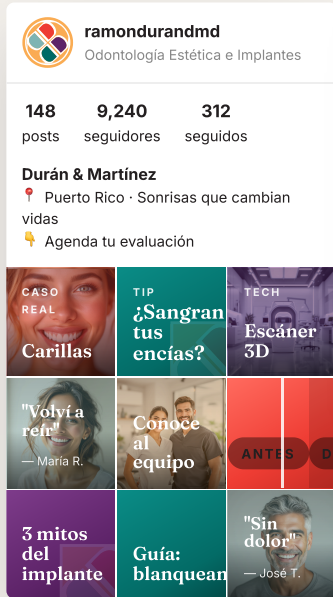 ramondurandmd
Odontología Estética e Implantes
148 9,240 312
posts seguidores seguidos
Durán & Martínez
Puerto Rico · Sonrisas que cambian
vidas
Agenda tu evaluación
CASO
REAL
Carillas
TIP
¿Sangran
tus
encías?
TECH
Escáner
3D
"Volví a
reír"
— María R.
Conoce
al
equipo
ANTES D
3 mitos
del
implante
Guía:
blanquean
"Sin
dolor"
— José T.